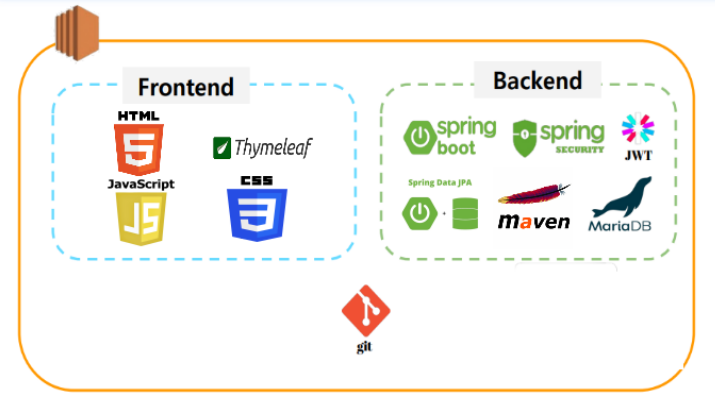 Frontend
HTML
5
Thymeleaf
JavaScript
JS
CSS
3
Backend
spring
boot
spring
SECURITY
JWT
Spring Data JPA
+
maven
MariaDB
git